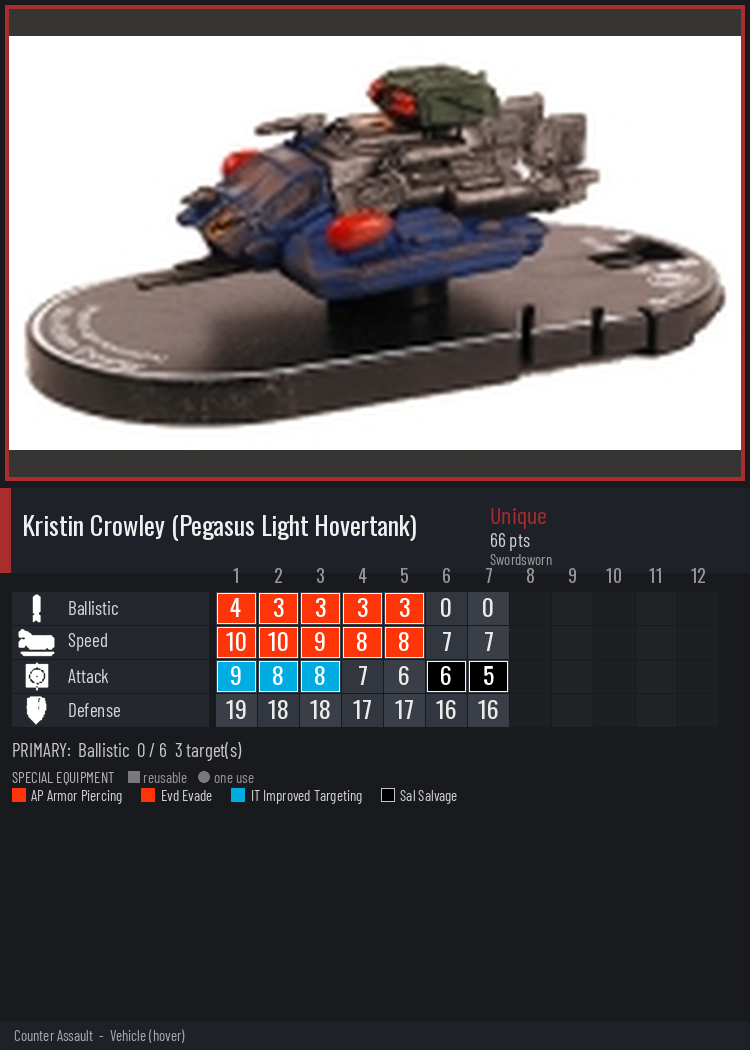 Kristin Crowley (Pegasus Light Hovertank)
Unique
66 pts
Swordsworn
1 2 3 4 5 6 7 8 9 10 11 12
Ballistic 4 3 3 3 3 0 0
Speed 10 10 9 8 8 7 7
Attack 9 8 8 7 6 6 5
Defense 19 18 18 17 17 16 16
PRIMARY: Ballistic 0 / 6 3 target(s)
SPECIAL EQUIPMENT reusable one use
AP Armor Piercing Evd Evade IT Improved Targeting Sal Salvage
Counter Assault - Vehicle (hover)